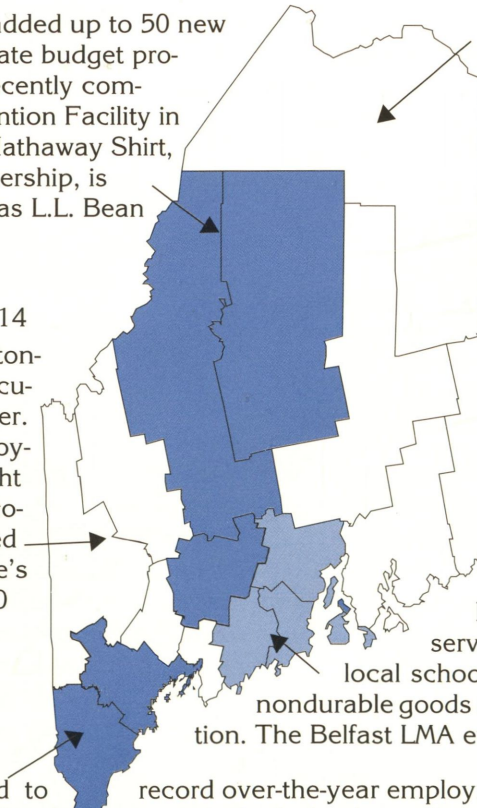 added up to 50 new
ate budget pro-
ecently com-
ntion Facility in
Hathaway Shirt,
ership, is
as L.L. Bean
14
ton-
cu-
er.
oy-
ht
ro-
ed
e's
0
serv
local schoo
nondurable goods
tion. The Belfast LMA e
d to
record over-the-year employ